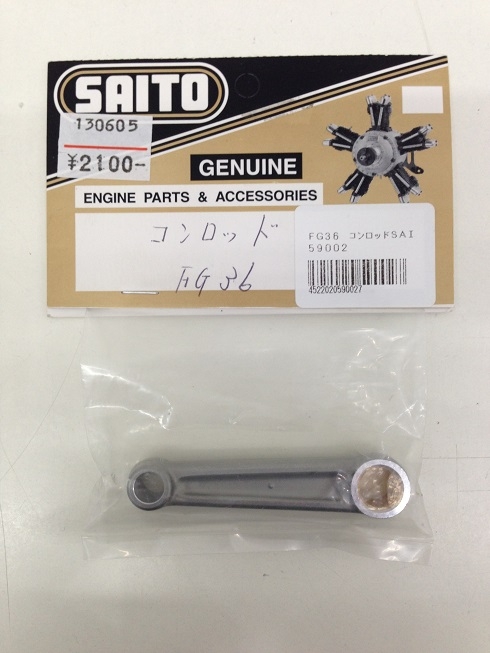 SAITO
130605
¥2100-
GENUINE
ENGINE PARTS & ACCESSORIES
コンロッド
FG36
FG36 コンロッドSAI
59002
4522020590027